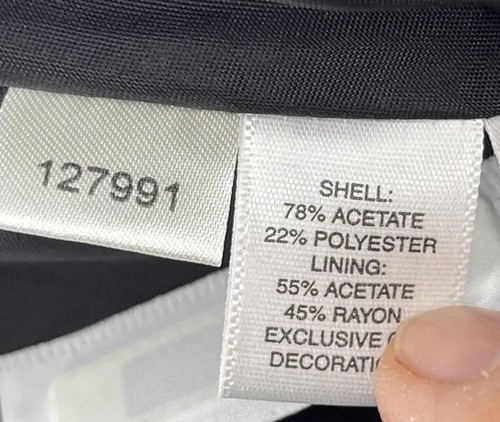 127991
SHELL:
78% ACETATE
22% POLYESTER
LINING:
55% ACETATE
45% RAYON
EXCLUSIVE